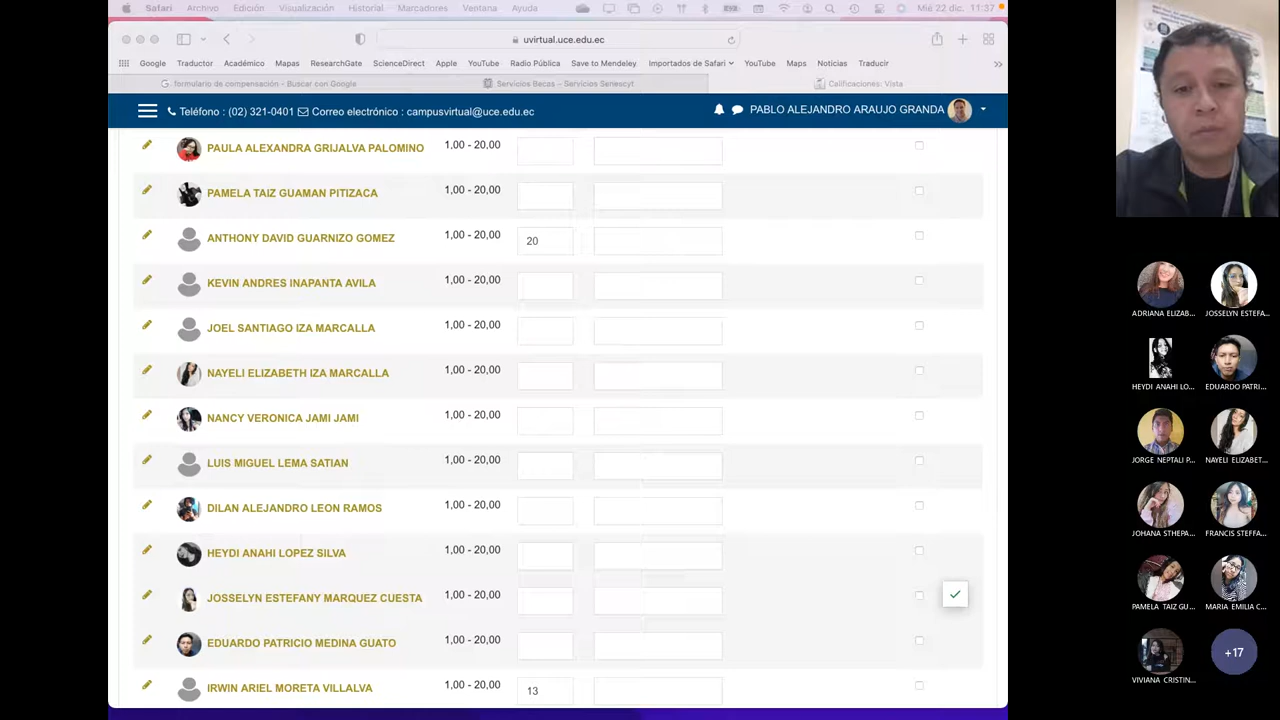 Safari Archivo Edición Visualización Historial Marcadores Ventana Ayuda Mié 22 dic. 11:37
uvirtual.uce.edu.ec
Google Traductor Académico Mapas ResearchGate ScienceDirect Apple YouTube Radio Pública Save to Mendeley Importados de Safari YouTube Maps Noticias Traducir
formulario de compensación - Buscar con Google Servicios Becas – Servicios Senescyt Calificaciones: Vista
Teléfono : (02) 321-0401 Correo electrónico : campusvirtual@uce.edu.ec PABLO ALEJANDRO ARAUJO GRANDA
PAULA ALEXANDRA GRIJALVA PALOMINO 1,00 - 20,00
PAMELA TAIZ GUAMAN PITIZACA 1,00 - 20,00
ANTHONY DAVID GUARNIZO GOMEZ 1,00 - 20,00 20
KEVIN ANDRES INAPANTA AVILA 1,00 - 20,00
JOEL SANTIAGO IZA MARCALLA 1,00 - 20,00
NAYELI ELIZABETH IZA MARCALLA 1,00 - 20,00
NANCY VERONICA JAMI JAMI 1,00 - 20,00
LUIS MIGUEL LEMA SATIAN 1,00 - 20,00
DILAN ALEJANDRO LEON RAMOS 1,00 - 20,00
HEYDI ANAHI LOPEZ SILVA 1,00 - 20,00
JOSSELYN ESTEFANY MARQUEZ CUESTA 1,00 - 20,00
EDUARDO PATRICIO MEDINA GUATO 1,00 - 20,00
IRWIN ARIEL MORETA VILLALVA 1,00 - 20,00 13
ADRIANA ELIZAB... JOSSELYN ESTEFA...
HEYDI ANAHI LO... EDUARDO PATRI...
JORGE NEPTALI P... NAYELI ELIZABET...
JOHANA STHEPA... FRANCIS STEFFA...
PAMELA TAIZ GU... MARIA EMILIA C...
VIVIANA CRISTIN... +17